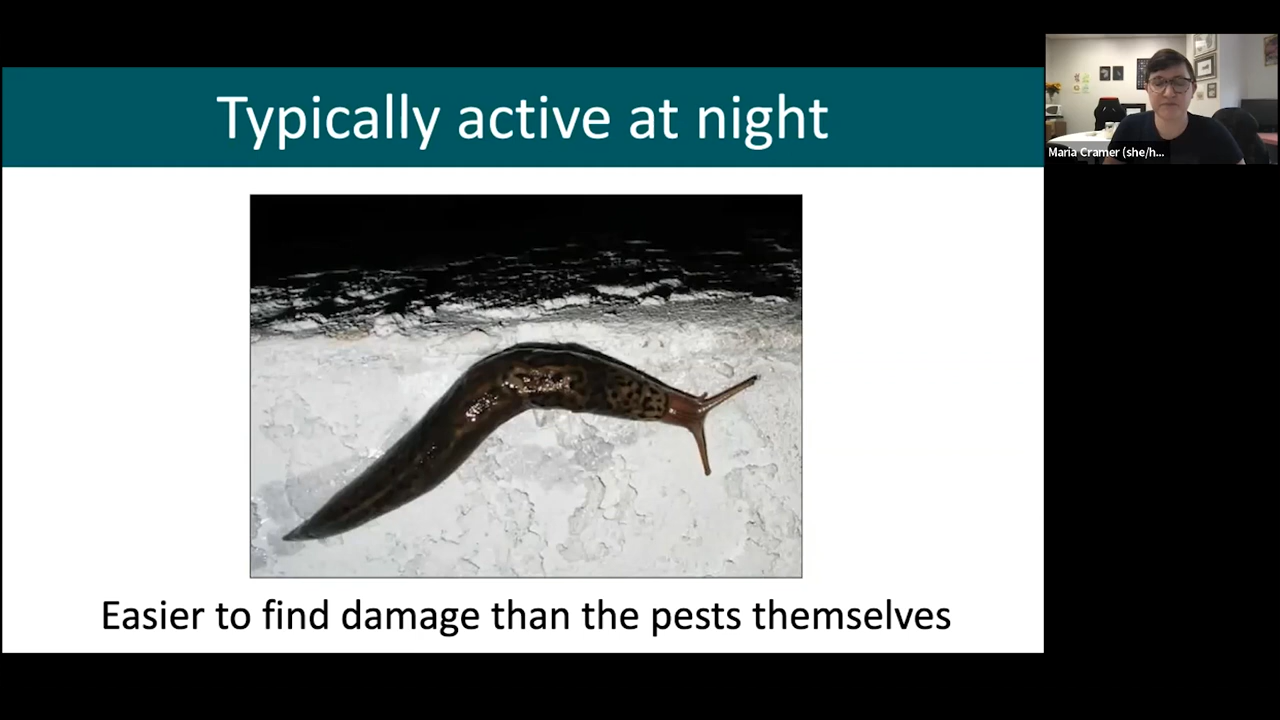 Typically active at night
Maria Cramer (she/h...
Easier to find damage than the pests themselves